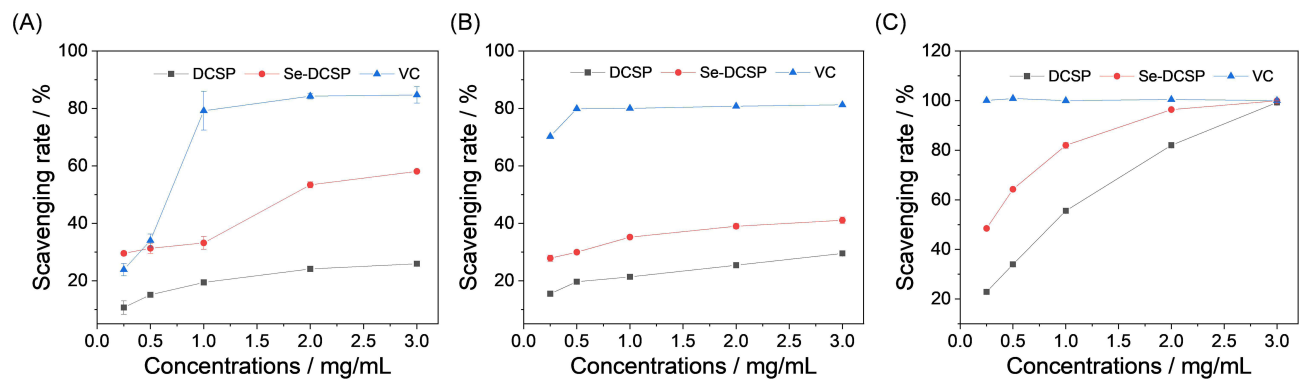 (A)
100
80
60
40
20
Scavenging rate / %
DCSP Se-DCSP VC
0.0 0.5 1.0 1.5 2.0 2.5 3.0
Concentrations / mg/mL
(B)
100
80
60
40
20
Scavenging rate / %
DCSP Se-DCSP VC
0.0 0.5 1.0 1.5 2.0 2.5 3.0
Concentrations / mg/mL
(C)
120
100
80
60
40
20
Scavenging rate / %
DCSP Se-DCSP VC
0.0 0.5 1.0 1.5 2.0 2.5 3.0
Concentrations / mg/mL